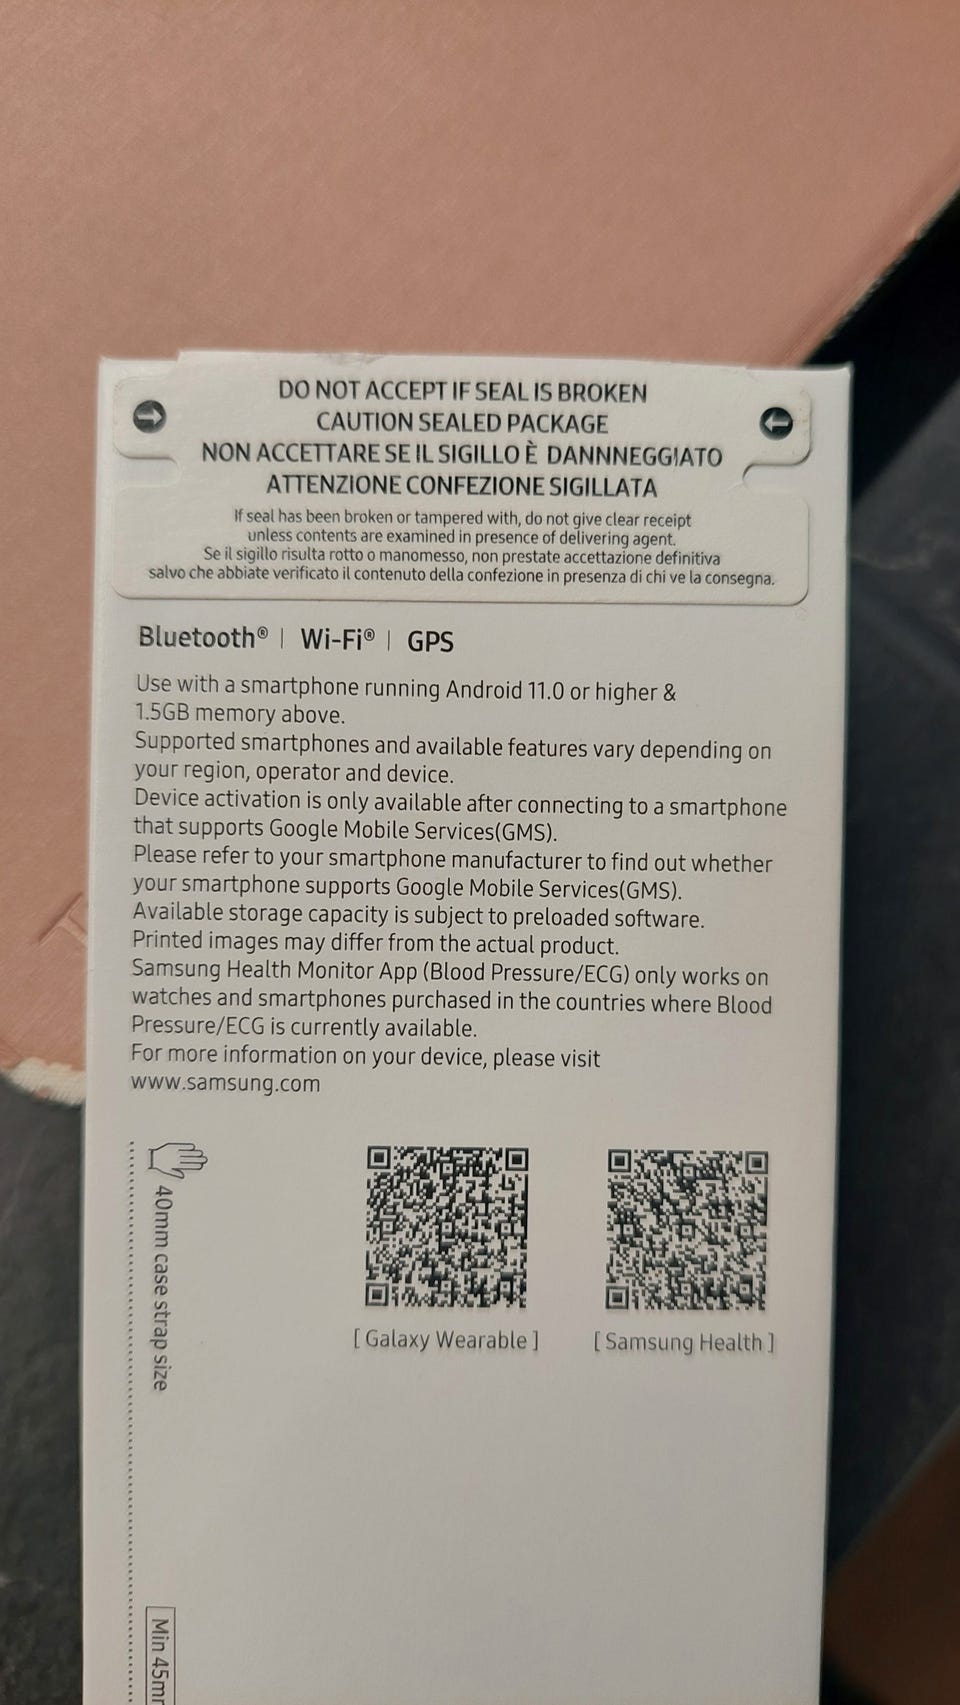 DO NOT ACCEPT IF SEAL IS BROKEN
CAUTION SEALED PACKAGE
NON ACCETTARE SE IL SIGILLO È DANNNEGGIATO
ATTENZIONE CONFEZIONE SIGILLATA
If seal has been broken or tampered with, do not give clear receipt
unless contents are examined in presence of delivering agent.
Se il sigillo risulta rotto o manomesso, non prestate accettazione definitiva
salvo che abbiate verificato il contenuto della confezione in presenza di chi ve la consegna.
Bluetooth® | Wi-Fi® | GPS
Use with a smartphone running Android 11.0 or higher &
1.5GB memory above.
Supported smartphones and available features vary depending on
your region, operator and device.
Device activation is only available after connecting to a smartphone
that supports Google Mobile Services(GMS).
Please refer to your smartphone manufacturer to find out whether
your smartphone supports Google Mobile Services(GMS).
Available storage capacity is subject to preloaded software.
Printed images may differ from the actual product.
Samsung Health Monitor App (Blood Pressure/ECG) only works on
watches and smartphones purchased in the countries where Blood
Pressure/ECG is currently available.
For more information on your device, please visit
www.samsung.com
40mm case strap size
[ Galaxy Wearable ]
[ Samsung Health ]
Min 45m